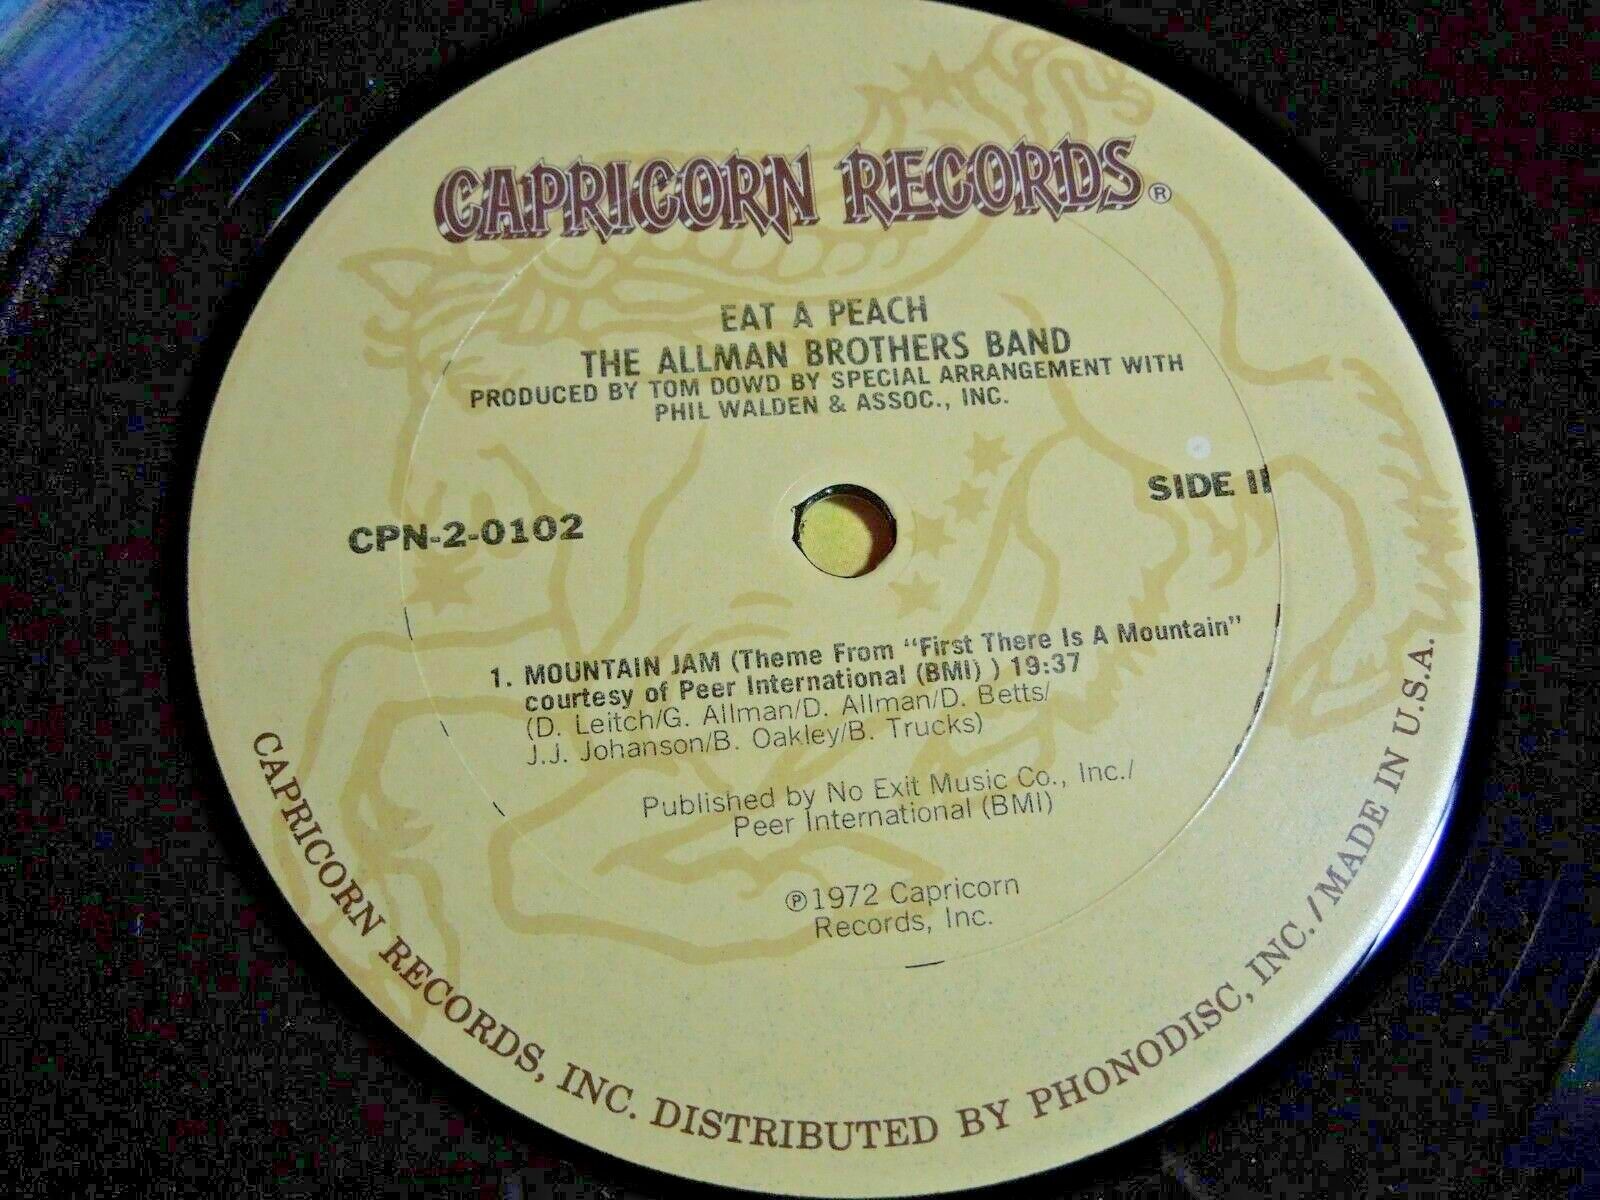 CAPRICORN RECORDS®
EAT A PEACH
THE ALLMAN BROTHERS BAND
PRODUCED BY TOM DOWD BY SPECIAL ARRANGEMENT WITH
PHIL WALDEN & ASSOC., INC.
CPN-2-0102
SIDE II
1. MOUNTAIN JAM (Theme From "First There Is A Mountain"
courtesy of Peer International (BMI) ) 19:37
(D. Leitch/G. Allman/D. Allman/D. Betts/
J.J. Johanson/B. Oakley/B. Trucks)
Published by No Exit Music Co., Inc./
Peer International (BMI)
℗1972 Capricorn
Records, Inc.
CAPRICORN RECORDS, INC. DISTRIBUTED BY PHONODISC, INC./MADE IN U.S.A.